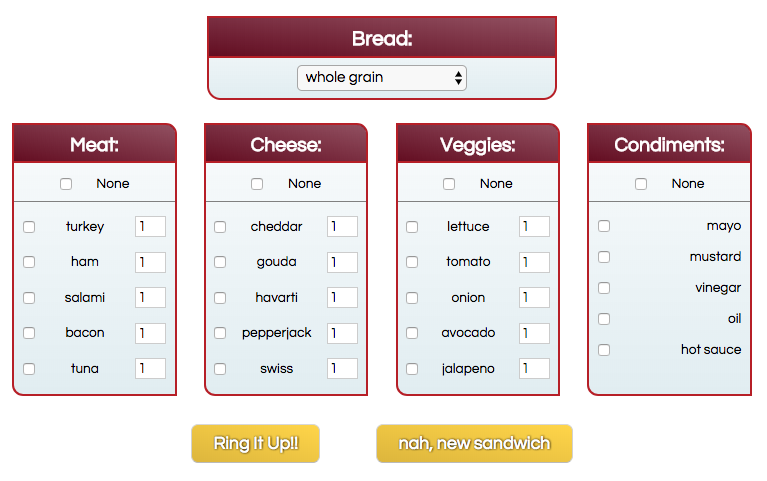 Bread:
whole grain
Meat:
None
turkey 1
ham 1
salami 1
bacon 1
tuna 1
Cheese:
None
cheddar 1
gouda 1
havarti 1
pepperjack 1
swiss 1
Veggies:
None
lettuce 1
tomato 1
onion 1
avocado 1
jalapeno 1
Condiments:
None
mayo
mustard
vinegar
oil
hot sauce
Ring It Up!!
nah, new sandwich